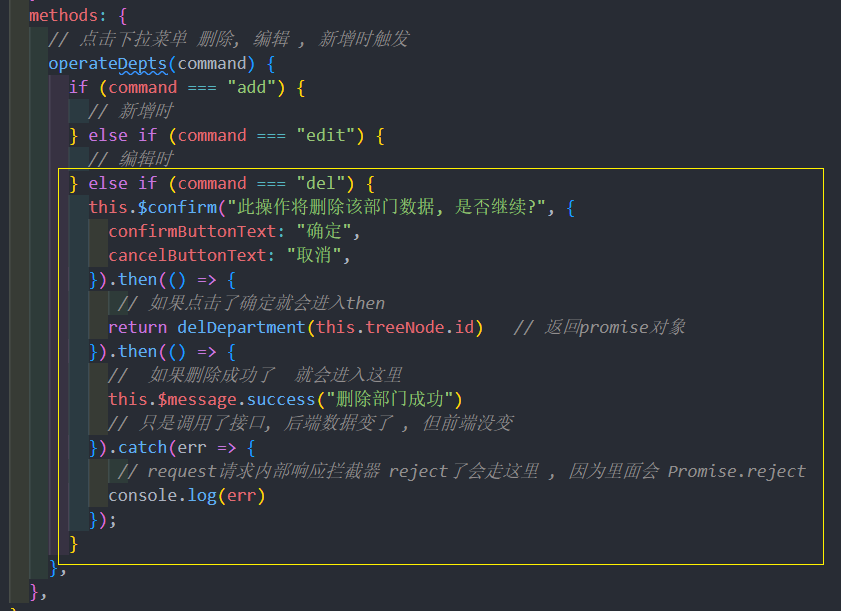 methods: {
// 点击下拉菜单 删除, 编辑 , 新增时触发
operateDepts(command) {
if (command === "add") {
// 新增时
} else if (command === "edit") {
// 编辑时
} else if (command === "del") {
this.$confirm("此操作将删除该部门数据, 是否继续?", {
confirmButtonText: "确定",
cancelButtonText: "取消",
}).then(() => {
// 如果点击了确定就会进入then
return delDepartment(this.treeNode.id) // 返回promise对象
}).then(() => {
// 如果删除成功了 就会进入这里
this.$message.success("删除部门成功")
// 只是调用了接口, 后端数据变了 , 但前端没变
}).catch(err => {
// request请求内部响应拦截器 reject了会走这里 , 因为里面会 Promise.reject
console.log(err)
});
}
},
},